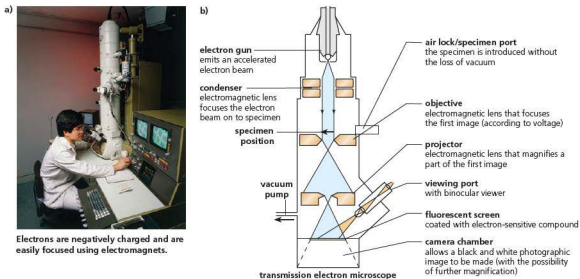 a)
Electrons are negatively charged and are
easily focused using electromagnets.
b)
electron gun
emits an accelerated
electron beam
condenser
electromagnetic lens
focuses the electron
beam on to specimen
specimen
position
vacuum
pump
air lock/specimen port
the specimen is introduced without
the loss of vacuum
objective
electromagnetic lens that focuses
the first image (according to voltage)
projector
electromagnetic lens that magnifies a
part of the first image
viewing port
with binocular viewer
fluorescent screen
coated with electron-sensitive compound
camera chamber
allows a black and white photographic
image to be made (with the possibility
of further magnification)
transmission electron microscope